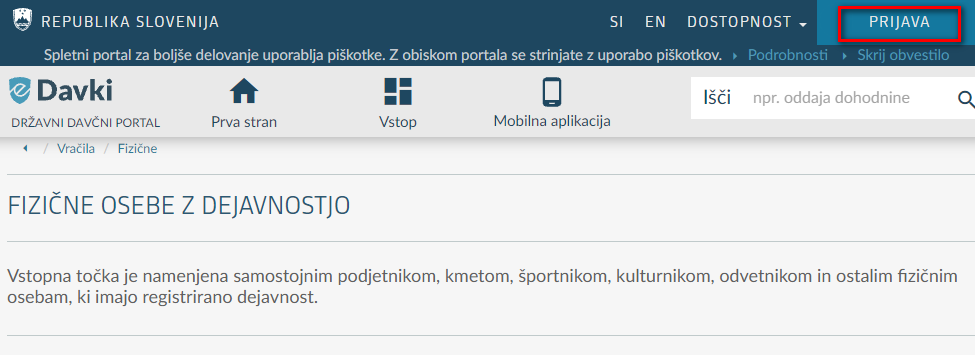 REPUBLIKA SLOVENIJA SI EN DOSTOPNOST PRIJAVA
Spletni portal za boljše delovanje uporablja piškotke. Z obiskom portala se strinjate z uporabo piškotkov. Podrobnosti Skrij obvestilo
eDavki
DRŽAVNI DAVČNI PORTAL
Prva stran
Vstop
Mobilna aplikacija
Išči npr. oddaja dohodnine
/ Vračila / Fizične
FIZIČNE OSEBE Z DEJAVNOSTJO
Vstopna točka je namenjena samostojnim podjetnikom, kmetom, športnikom, kulturnikom, odvetnikom in ostalim fizičnim
osebam, ki imajo registrirano dejavnost.